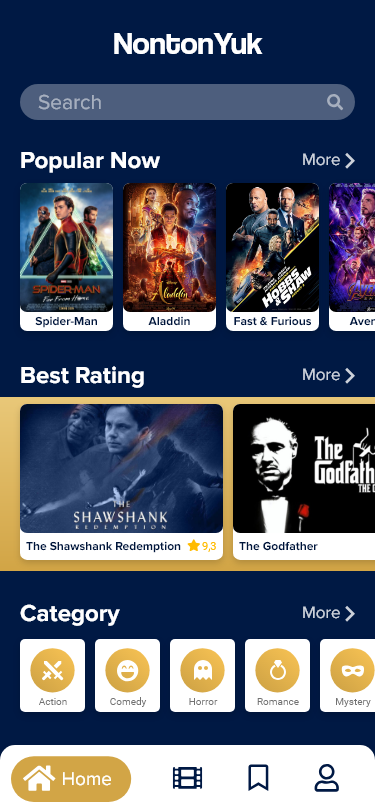 NontonYuk
Search
Popular Now More
SPIDER-MAN
Far From Home
Aladdin
HOBBS
& SHAW
Spider-Man
Aladdin
Fast & Furious
Aven
Best Rating More
THE
SHAWSHANK
REDEMPTION
The
Godfath
The Shawshank Redemption 9,3
The Godfather
Category More
Action
Comedy
Horror
Romance
Mystery
Home